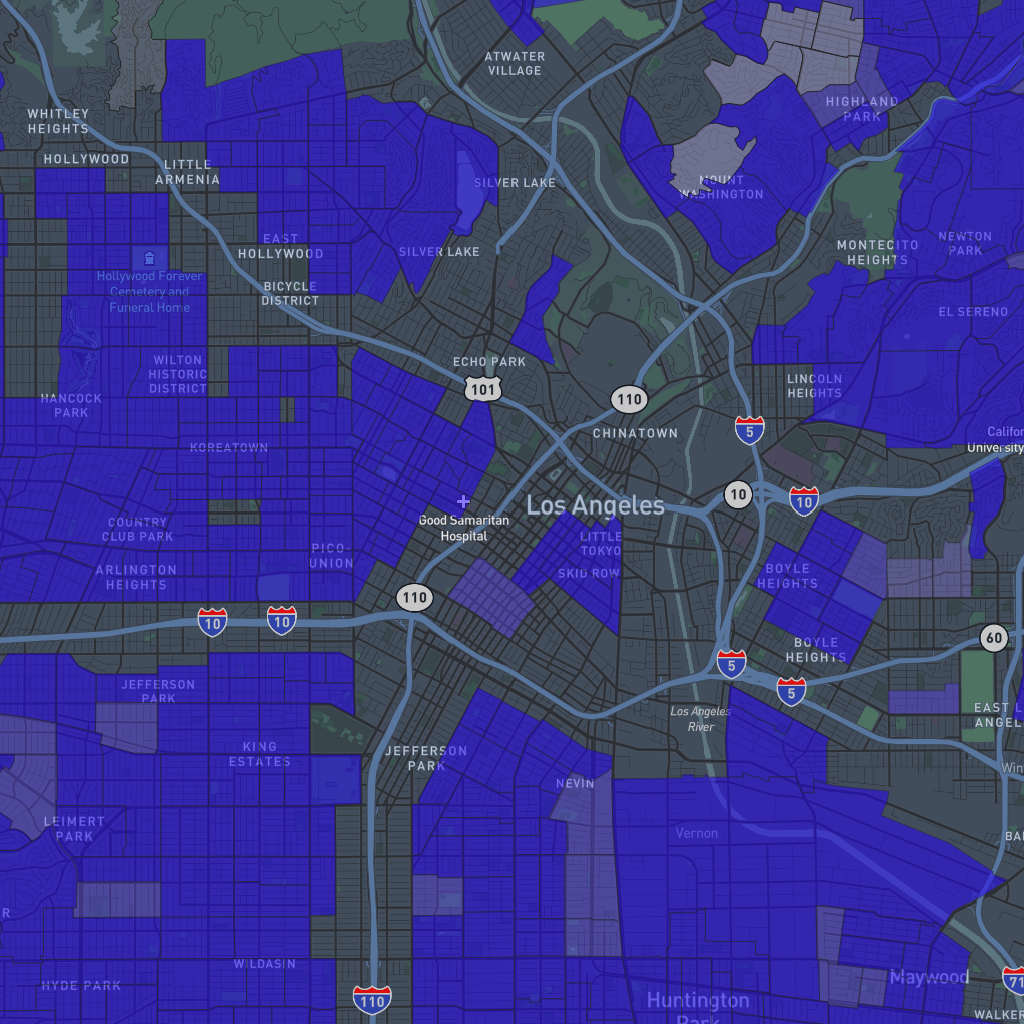 ATWATER
VILLAGE
WHITLEY
HEIGHTS
HIGHLAND
PARK
HOLLYWOOD
LITTLE
ARMENIA
SILVER LAKE
MOUNT
WASHINGTON
EAST
HOLLYWOOD
SILVER LAKE
MONTECITO
HEIGHTS
NEWTON
PARK
Hollywood Forever
Cemetery and
Funeral Home
BICYCLE
DISTRICT
EL SERENO
WILTON
HISTORIC
DISTRICT
ECHO PARK
101
LINCOLN
HEIGHTS
HANCOCK
PARK
110
CHINATOWN
5
Califor
University
KOREATOWN
10
10
Los Angeles
Good Samaritan
Hospital
COUNTRY
CLUB PARK
LITTLE
TOKYO
PICO-
UNION
SKID ROW
ARLINGTON
HEIGHTS
BOYLE
HEIGHTS
110
10
10
60
BOYLE
HEIGHTS
5
5
JEFFERSON
PARK
Los Angeles
River
EAST L
ANGEL
KING
ESTATES
JEFFERSON
PARK
Win
NEVIN
LEIMERT
PARK
Vernon
BA
R
WILDASIN
HYDE PARK
Maywood
71
110
Huntington
Park
WALKER